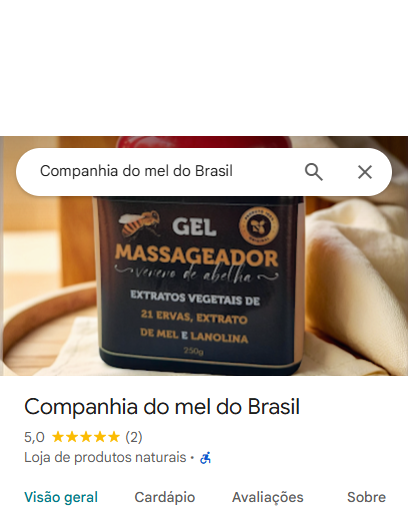 Companhia do mel do Brasil
GEL
MASSAGEADOR
veneno de abelha
EXTRATOS VEGETAIS DE
21 ERVAS, EXTRATO
DE MEL E LANOLINA
250g
Companhia do mel do Brasil
5,0 ★★★★★ (2)
Loja de produtos naturais ·
Visão geral Cardápio Avaliações Sobre